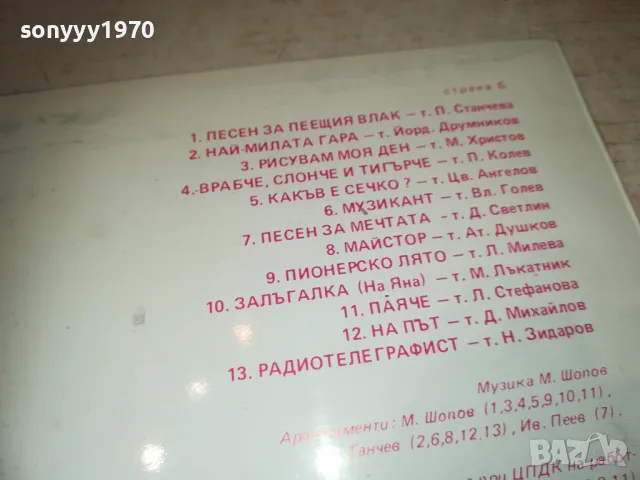 sonyyy1970
страна Б
1. ПЕСЕН ЗА ПЕЕЩИЯ ВЛАК – т. П. Станчева
2. НАЙ-МИЛАТА ГАРА – т. Йорд. Друмников
3. РИСУВАМ МОЯ ДЕН – т. М. Христов
4. ВРАБЧЕ, СЛОНЧЕ И ТИГЪРЧЕ – т. П. Колев
5. КАКЪВ Е СЕЧКО? – т. Цв. Ангелов
6. МУЗИКАНТ – т. Вл. Голев
7. ПЕСЕН ЗА МЕЧТАТА - т. Д. Светлин
8. МАЙСТОР – т. Ат. Душков
9. ПИОНЕРСКО ЛЯТО – т. Л. Милева
10. ЗАЛЪГАЛКА (На Яна) – т. М. Лъкатник
11. ПАЯЧЕ – т. Л. Стефанова
12. НА ПЪТ – т. Д. Михайлов
13. РАДИОТЕЛЕГРАФИСТ – т. Н. Зидаров
Музика М. Шопов
М. Шопов (1,3,4,5,9,10,11),
Танчев (2,6,8,12.13), Ив. Пеев (7).
при ЦПДК на
BAZAR